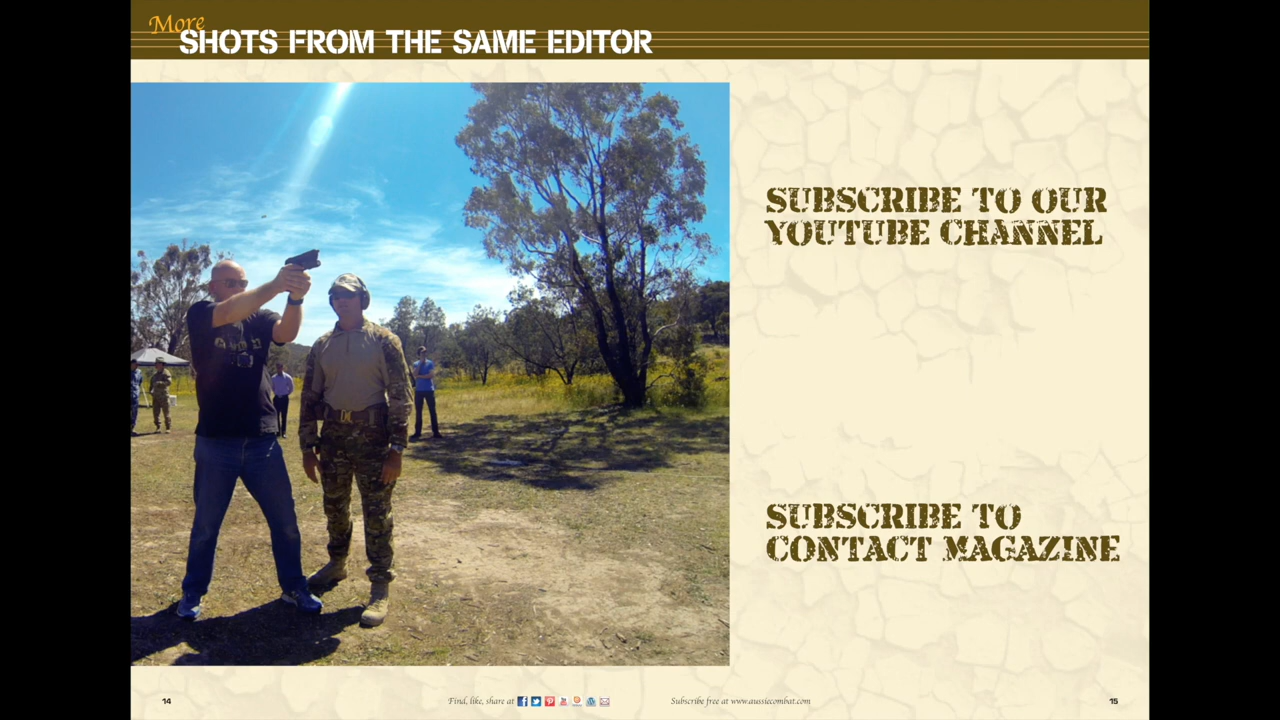 More
SHOTS FROM THE SAME EDITOR
SUBSCRIBE TO OUR
YOUTUBE CHANNEL
SUBSCRIBE TO
CONTACT MAGAZINE
14
Find, like, share at
Subscribe free at www.aussiecombat.com
15